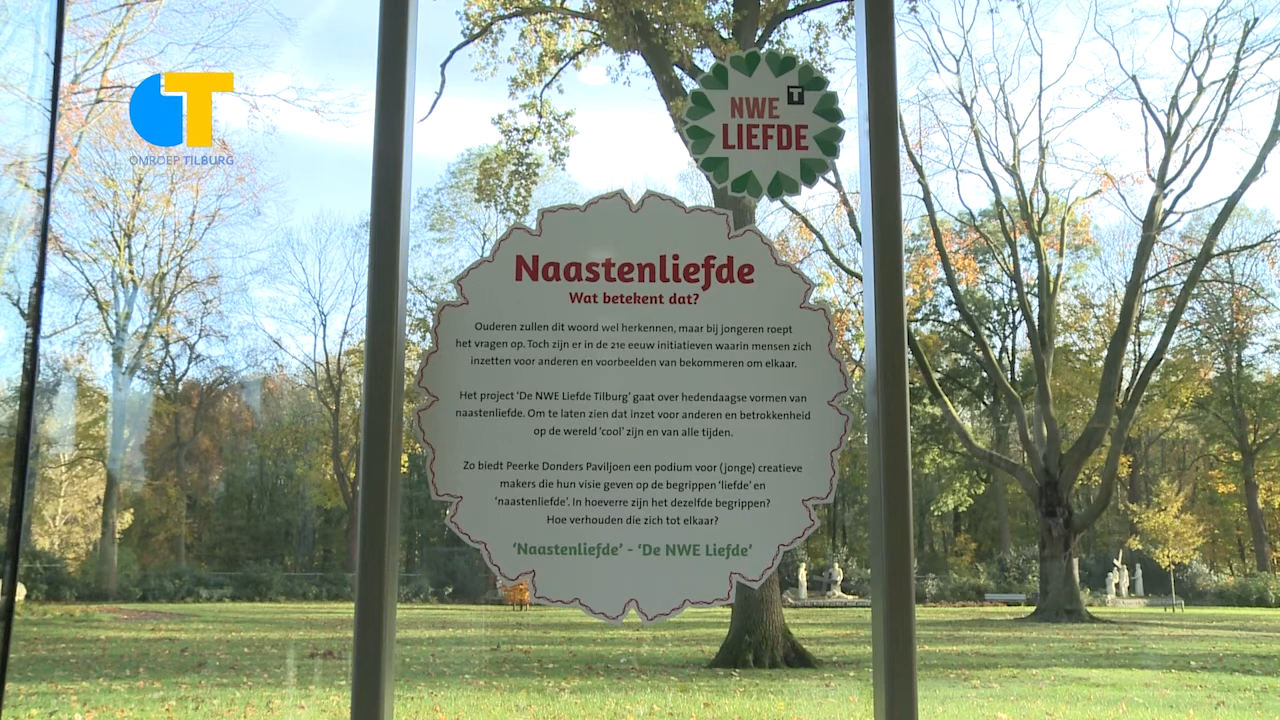 OMROEP TILBURG
T
NWE
LIEFDE
Naastenliefde
Wat betekent dat?
Ouderen zullen dit woord wel herkennen, maar bij jongeren roept
het vragen op. Toch zijn er in de 21e eeuw initiatieven waarin mensen zich
inzetten voor anderen en voorbeelden van bekommeren om elkaar.
Het project 'De NWE Liefde Tilburg' gaat over hedendaagse vormen van
naastenliefde. Om te laten zien dat inzet voor anderen en betrokkenheid
op de wereld 'cool' zijn en van alle tijden.
Zo biedt Peerke Donders Paviljoen een podium voor (jonge) creatieve
makers die hun visie geven op de begrippen 'liefde' en
'naastenliefde'. In hoeverre zijn het dezelfde begrippen?
Hoe verhouden die zich tot elkaar?
'Naastenliefde' - 'De NWE Liefde'